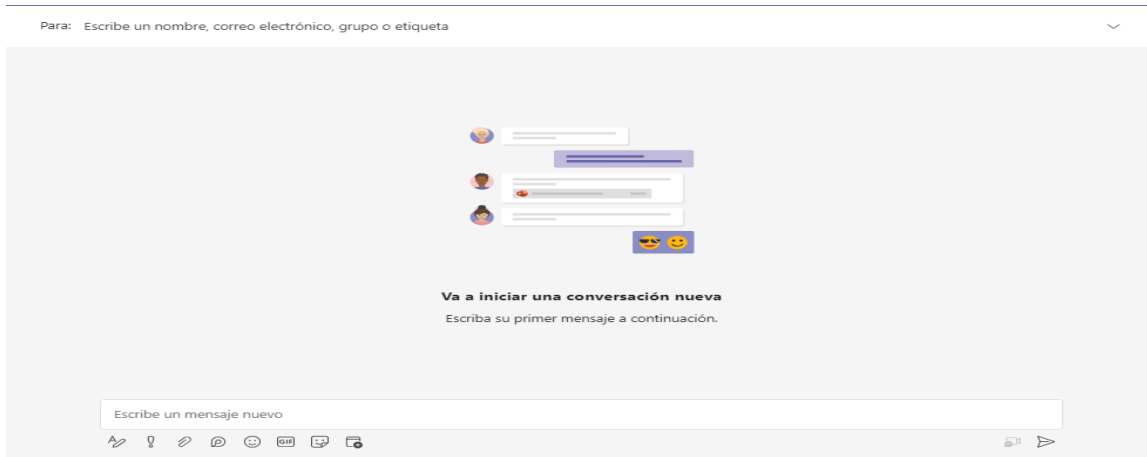 Para: Escribe un nombre, correo electrónico, grupo o etiqueta
Va a iniciar una conversación nueva
Escriba su primer mensaje a continuación.
Escribe un mensaje nuevo
GIF